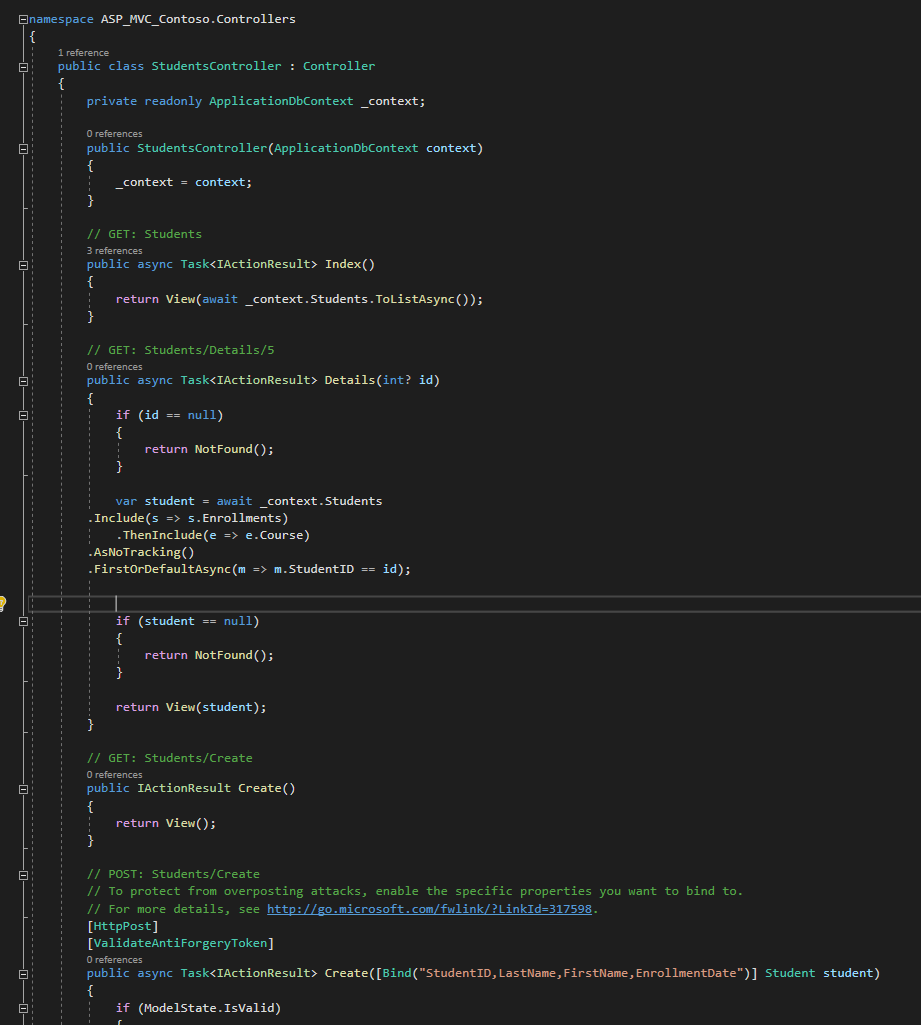 namespace ASP_MVC_Contoso.Controllers
{
1 reference
public class StudentsController : Controller
{
private readonly ApplicationDbContext _context;
0 references
public StudentsController(ApplicationDbContext context)
{
_context = context;
}
// GET: Students
3 references
public async Task<IActionResult> Index()
{
return View(await _context.Students.ToListAsync());
}
// GET: Students/Details/5
0 references
public async Task<IActionResult> Details(int? id)
{
if (id == null)
{
return NotFound();
}
var student = await _context.Students
.Include(s => s.Enrollments)
.ThenInclude(e => e.Course)
.AsNoTracking()
.FirstOrDefaultAsync(m => m.StudentID == id);
if (student == null)
{
return NotFound();
}
return View(student);
}
// GET: Students/Create
0 references
public IActionResult Create()
{
return View();
}
// POST: Students/Create
// To protect from overposting attacks, enable the specific properties you want to bind to.
// For more details, see http://go.microsoft.com/fwlink/?LinkId=317598.
[HttpPost]
[ValidateAntiForgeryToken]
0 references
public async Task<IActionResult> Create([Bind("StudentID,LastName,FirstName,EnrollmentDate")] Student student)
{
if (ModelState.IsValid)
{